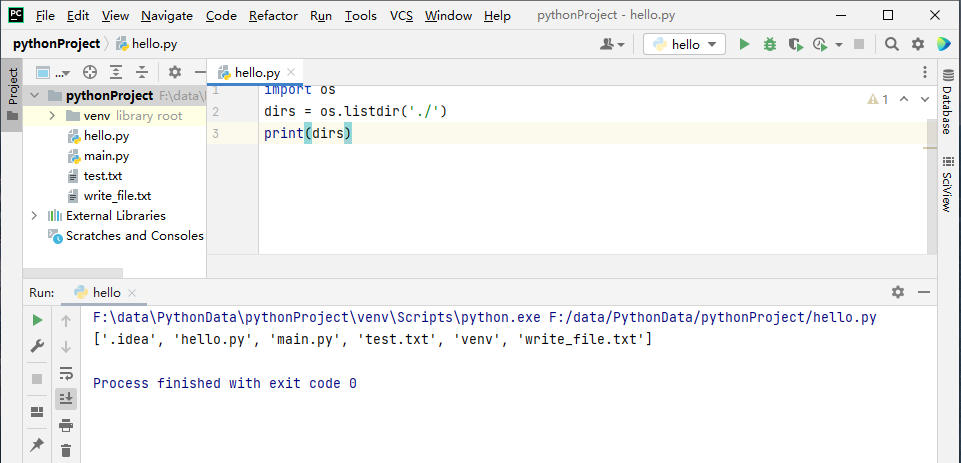 PC File Edit View Navigate Code Refactor Run Tools VCS Window Help pythonProject - hello.py
pythonProject hello.py hello
... hello.py
Project
pythonProject F:\data\
venv library root
hello.py
main.py
test.txt
write_file.txt
External Libraries
Scratches and Consoles
1 import os
2 dirs = os.listdir('./')
3 print(dirs)
1
Database
SciView
Run: hello
F:\data\PythonData\pythonProject\venv\Scripts\python.exe F:/data/PythonData/pythonProject/hello.py
['.idea', 'hello.py', 'main.py', 'test.txt', 'venv', 'write_file.txt']
Process finished with exit code 0